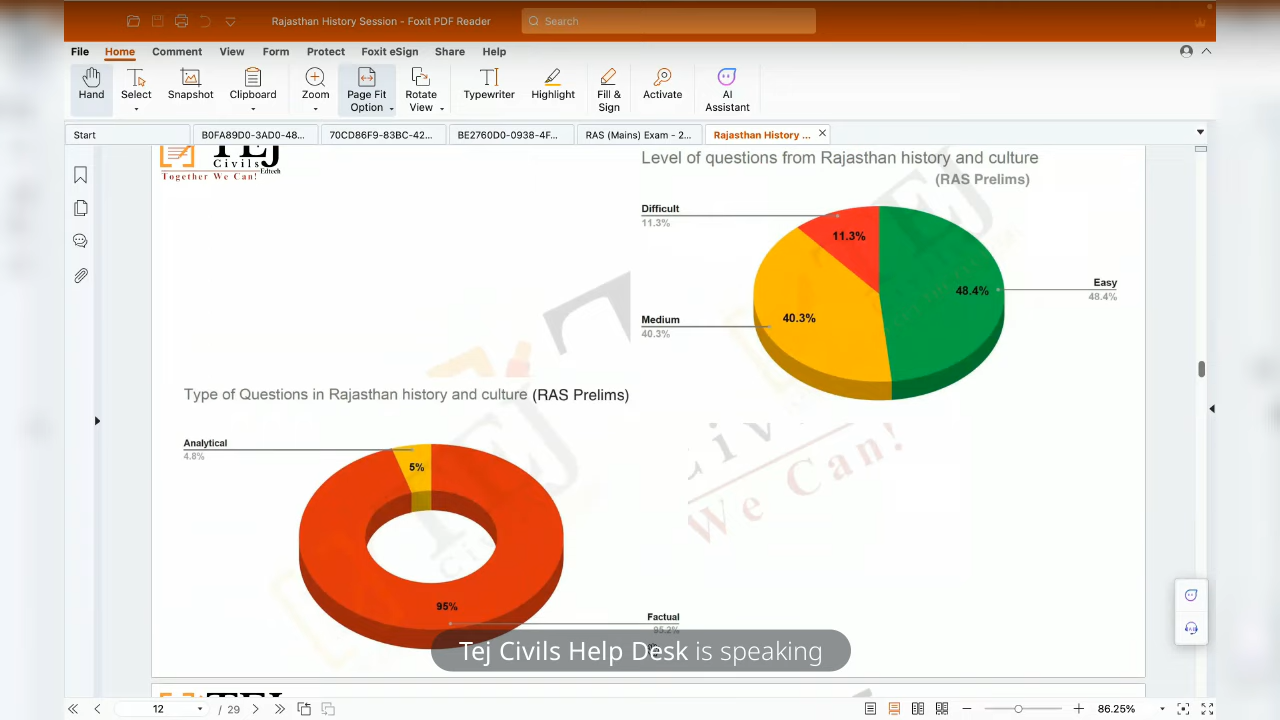 Rajasthan History Session - Foxit PDF Reader
Search
File Home Comment View Form Protect Foxit eSign Share Help
Hand
Select
Snapshot
Clipboard
Zoom
Page Fit
Option
Rotate
View
Typewriter
Highlight
Fill &
Sign
Activate
AI
Assistant
Start
B0FA89D0-3AD0-48...
70CD86F9-83BC-42...
BE2760D0-0938-4F...
RAS (Mains) Exam - 2...
Rajasthan History ...
TEJ
Civils
Edtech
Together We Can!
Level of questions from Rajasthan history and culture
(RAS Prelims)
Difficult
11.3%
11.3%
Easy
48.4%
48.4%
Medium
40.3%
40.3%
Type of Questions in Rajasthan history and culture (RAS Prelims)
Analytical
4.8%
5%
95%
Factual
95.2%
We Can!
Tej Civils Help Desk is speaking
12 / 29
86.25%